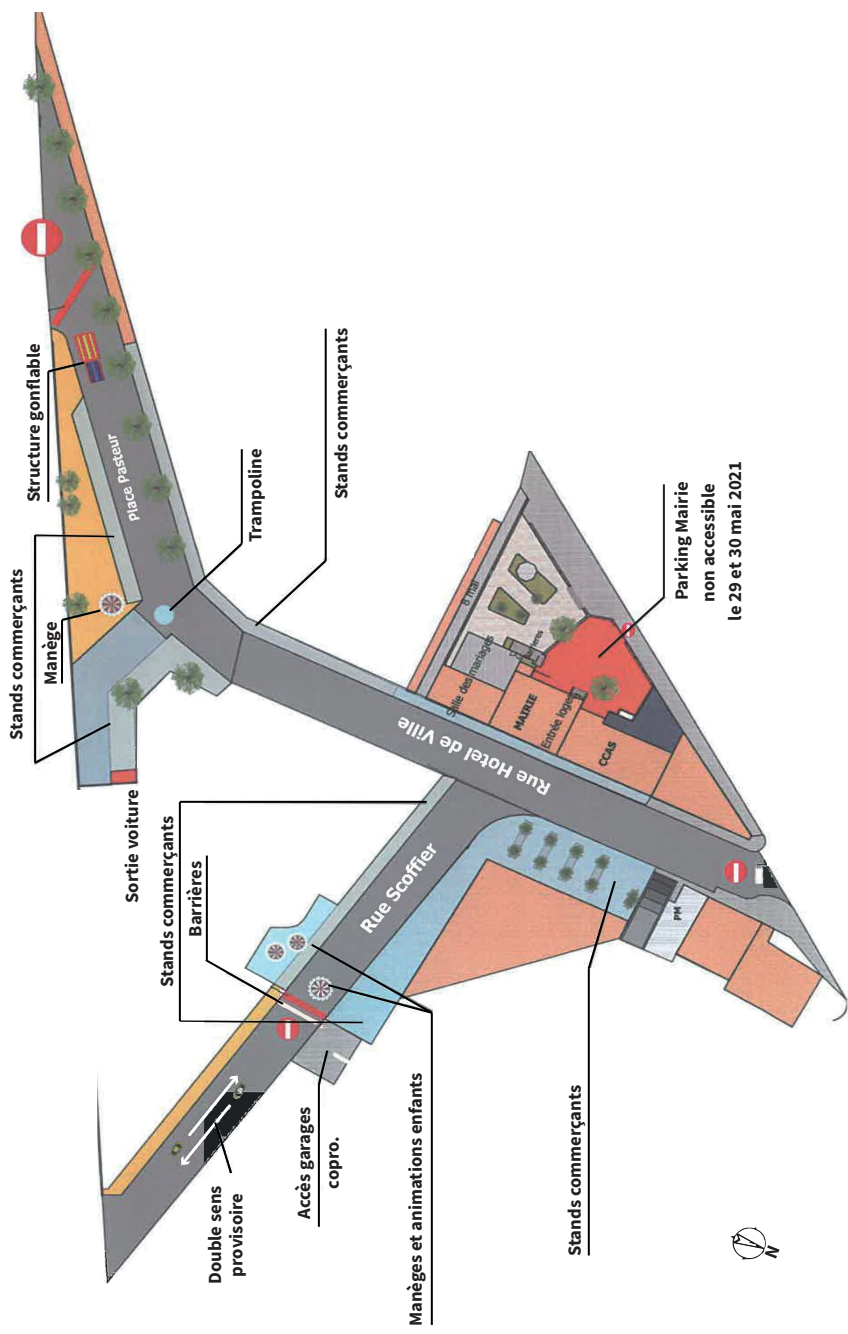 Structure gonflable
Stands commerçants
Manège
Place Pasteur
Trampoline
Stands commerçants
Sortie voiture
Rue Hotel de Ville
8 mai
Salle des mariages
MAIRIE
Entrée loge
CCAS
Parking Mairie
non accessible
le 29 et 30 mai 2021
Stands commerçants
Barrières
Rue Scoffier
PM
Double sens
provisoire
Accès garages
copro.
Manèges et animations enfants
Stands commerçants
N